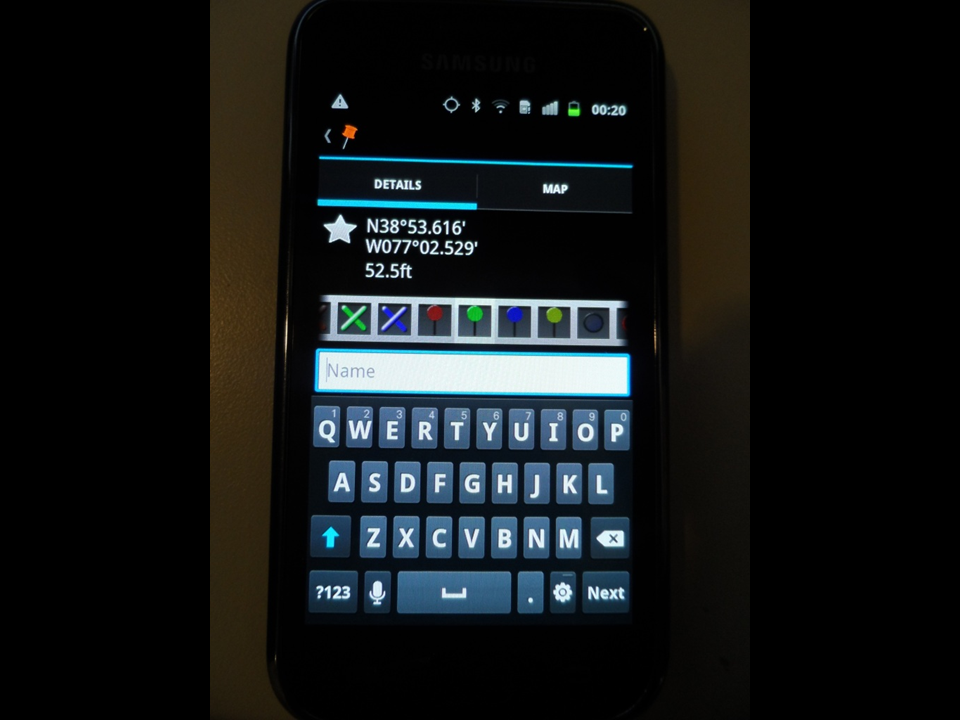 SAMSUNG
00:20
DETAILS MAP
N38°53.616'
W077°02.529'
52.5ft
Name
1 2 3 4 5 6 7 8 9 0
Q W E R T Y U I O P
A S D F G H J K L
Z X C V B N M
?123 . Next